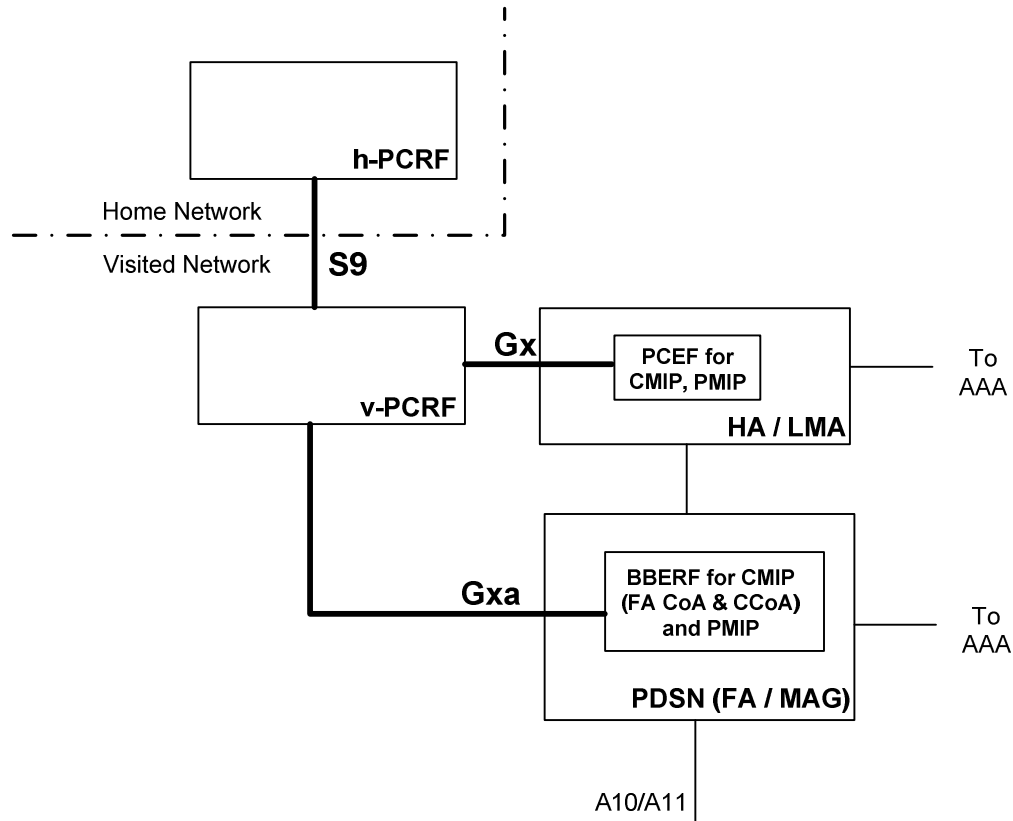 h-PCRF
Home Network
Visited Network
S9
Gx
PCEF for
CMIP, PMIP
To
AAA
v-PCRF
HA / LMA
Gxa
BBERF for CMIP
(FA CoA & CCoA)
and PMIP
To
AAA
PDSN (FA / MAG)
A10/A11